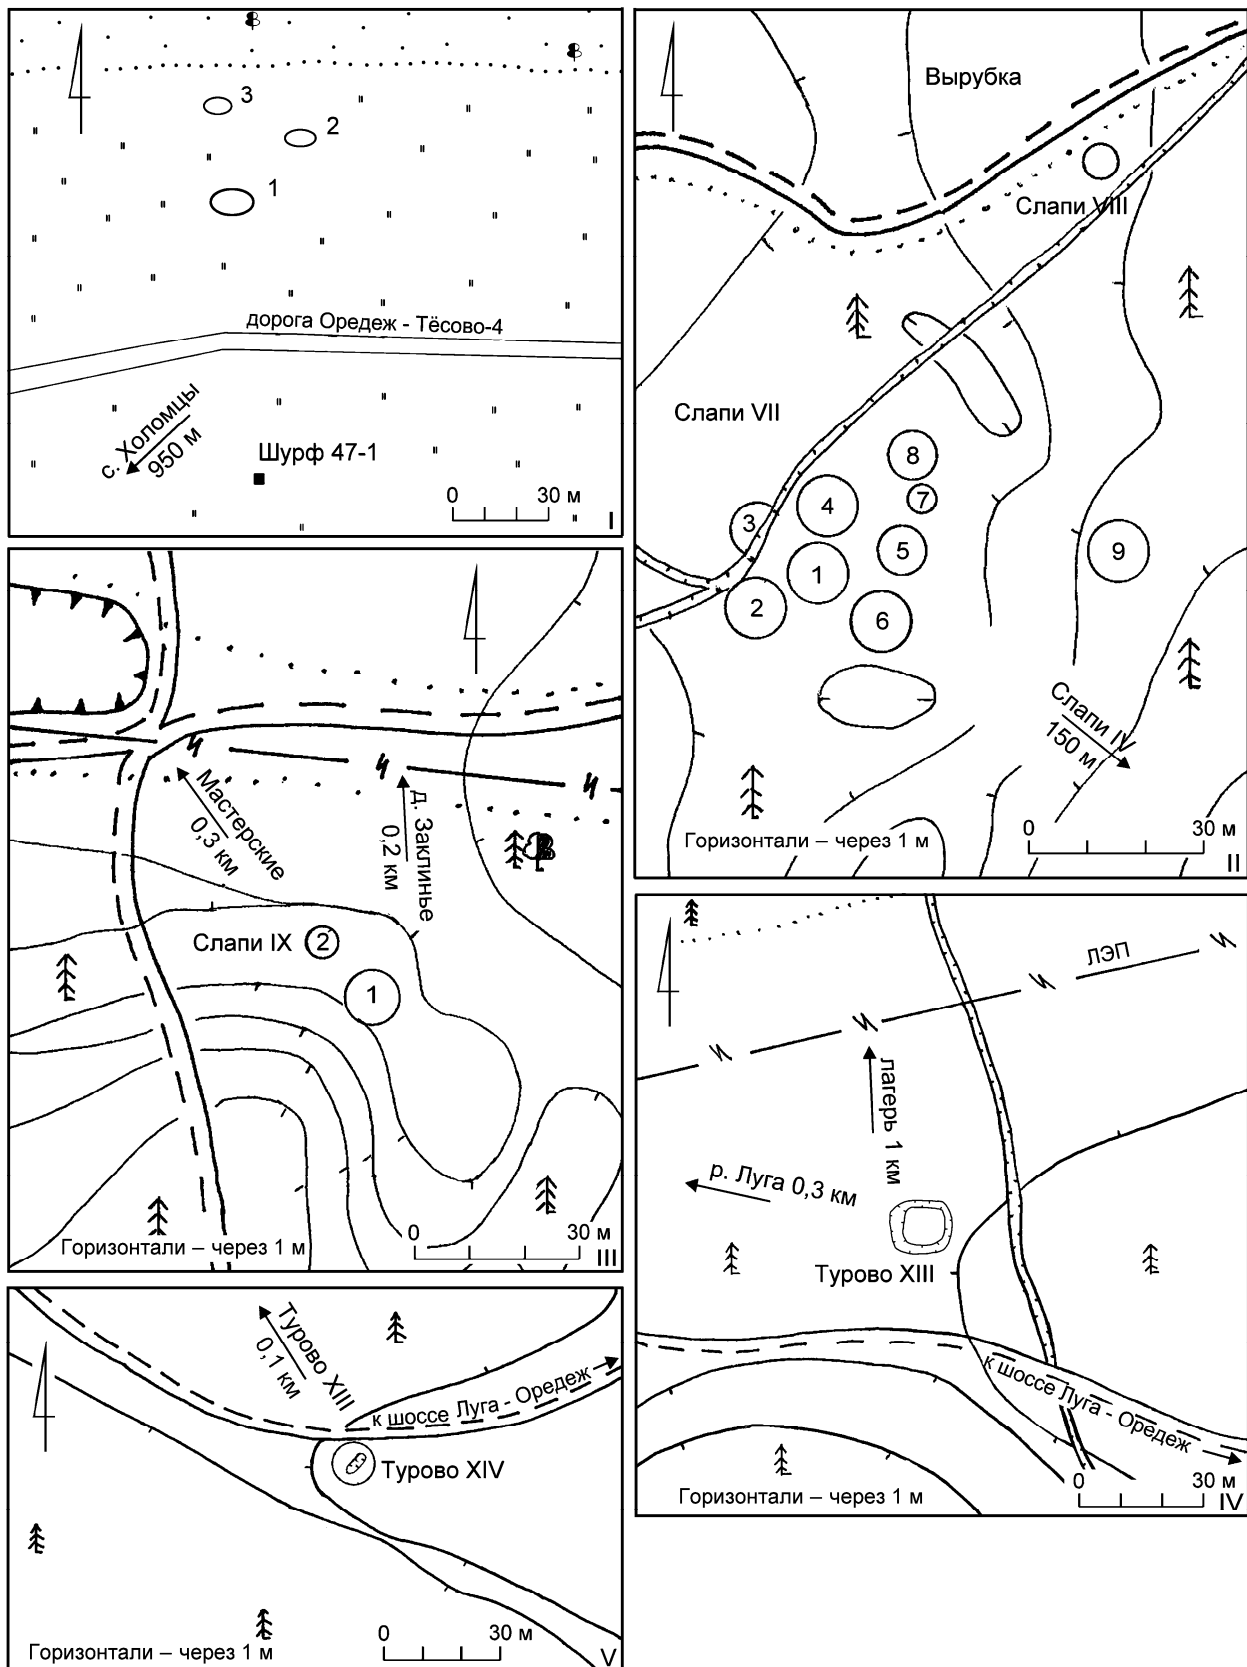 3
2
1
дорога Оредеж - Тёсово-4
с. Холомцы
950 м
Шурф 47-1
0 30 м
I
Вырубка
Слапи VIII
Слапи VII
8
7
4
3
5
9
1
2
6
Слапи IV
150 м
Горизонтали – через 1 м
0 30 м
II
Мастерские
0,3 км
д. Заклинье
0,2 км
Слапи IX
2
1
Горизонтали – через 1 м
0 30 м
III
ЛЭП
лагерь 1 км
р. Луга 0,3 км
Турово XIII
к шоссе Луга - Оредеж
Горизонтали – через 1 м
0 30 м
IV
Турово XIII
0,1 км
к шоссе Луга - Оредеж
Турово XIV
Горизонтали – через 1 м
0 30 м
V